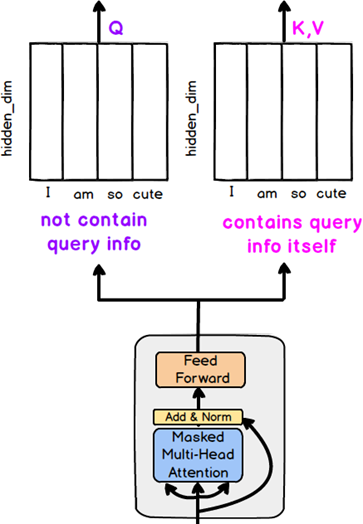 Q
K,V
hidden_dim
hidden_dim
I am so cute
I am so cute
not contain
query info
contains query
info itself
Feed
Forward
Add & Norm
Masked
Multi-Head
Attention